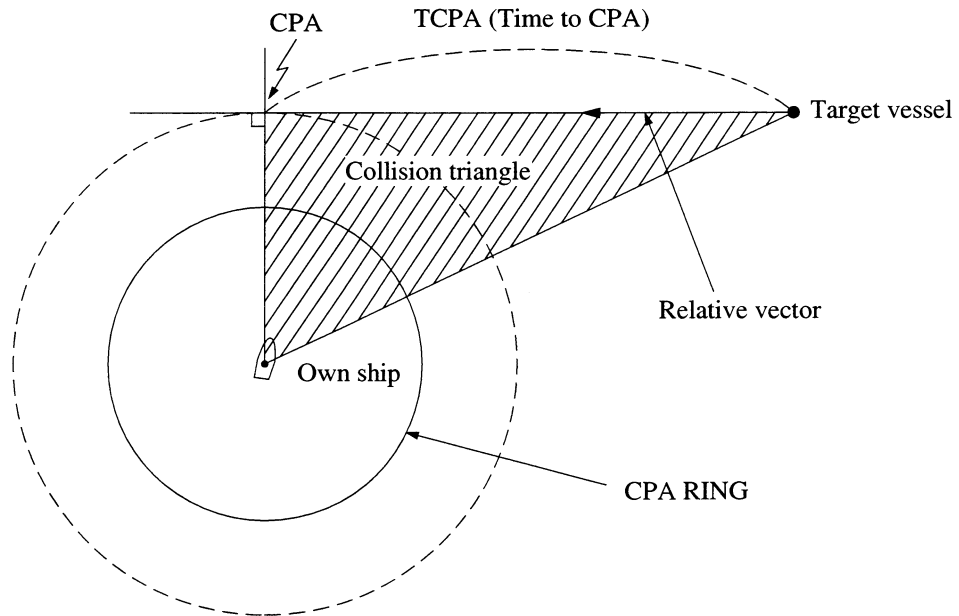 CPA
TCPA (Time to CPA)
Target vessel
Collision triangle
Relative vector
Own ship
CPA RING